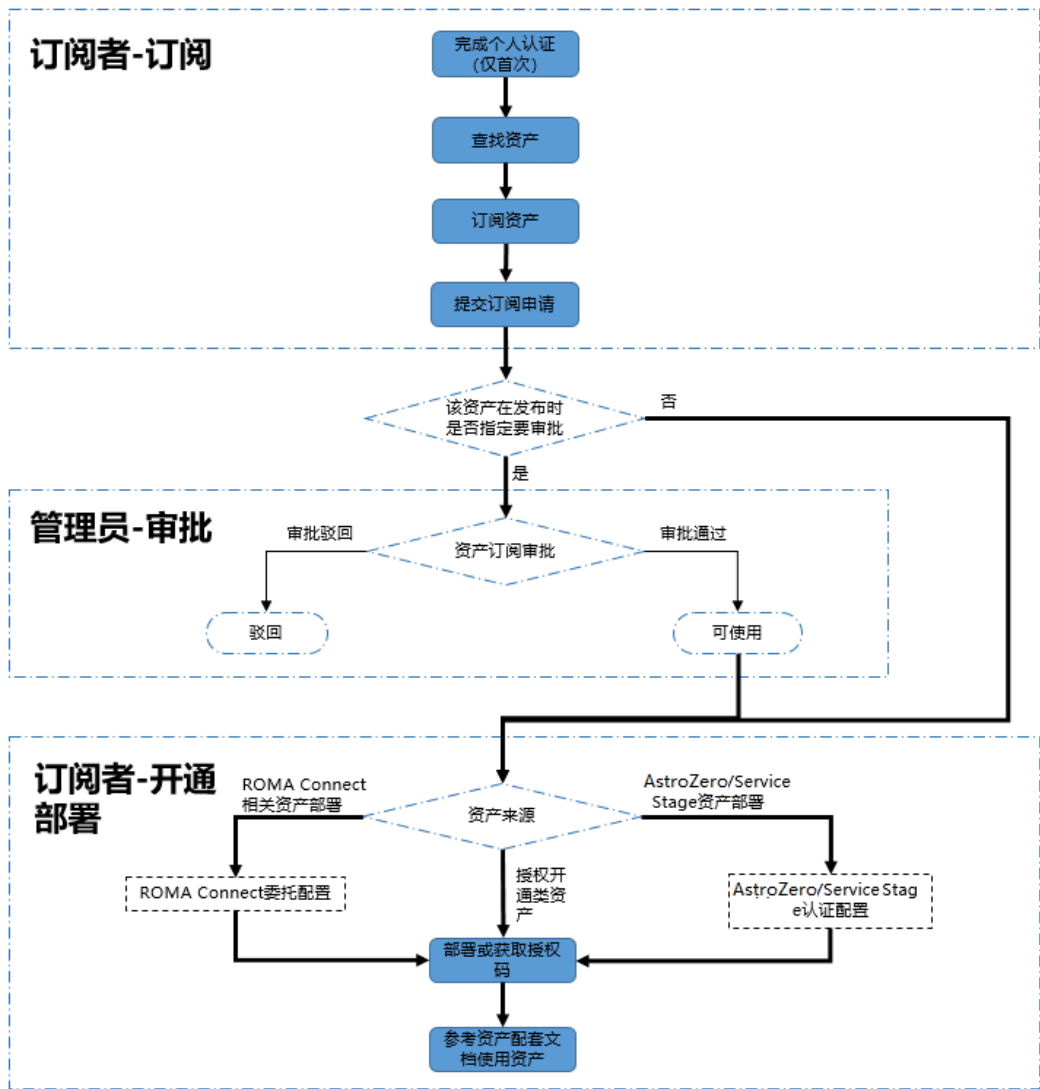 订阅者-订阅
完成个人认证
(仅首次)
查找资产
订阅资产
提交订阅申请
该资产在发布时
是否指定要审批
否
是
管理员-审批
审批驳回
资产订阅审批
审批通过
驳回
可使用
订阅者-开通
部署
ROMA Connect
相关资产部署
资产来源
AstroZero/Service
Stage资产部署
授权开
通类资
产
ROMA Connect委托配置
AstroZero/Service Stag
e认证配置
部署或获取授权
码
参考资产配套文
档使用资产